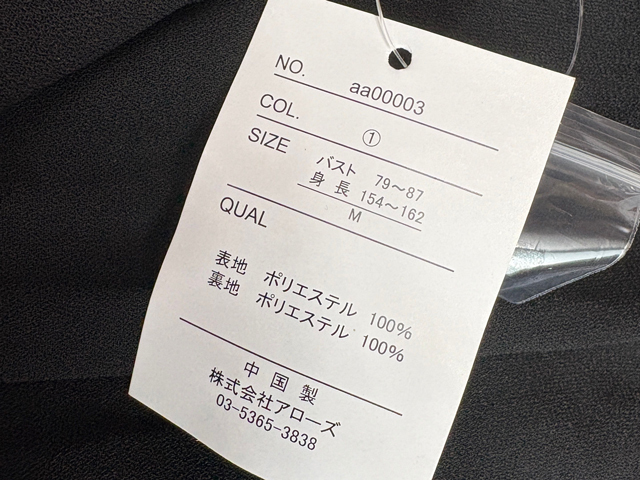 NO. aa00003
COL. ①
SIZE
バスト 79～87
身長 154～162
M
QUAL
表地 ポリエステル 100%
裏地 ポリエステル 100%
中国製
株式会社アローズ
03-5365-3838